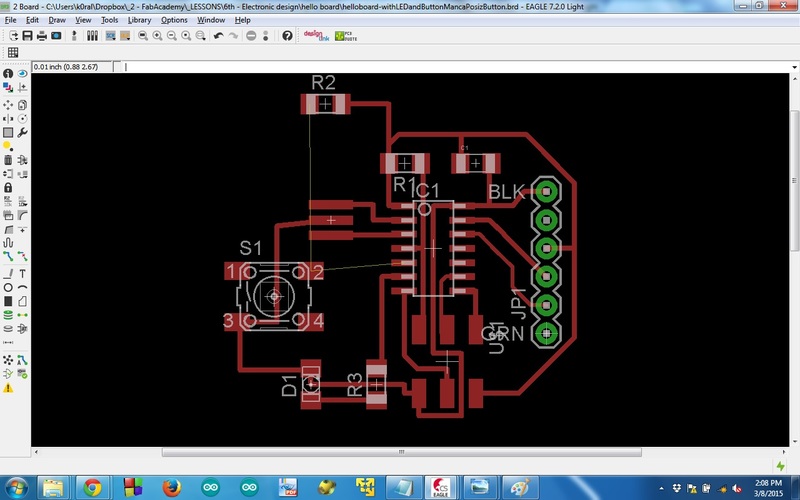 2 Board - C:\Users\k0ral\Dropbox\_2 - FabAcademy\_LESSONS\6th - Electronic design\hello board\helloboard-withLEDandButtonMancaPosizButton.brd - EAGLE 7.2.0 Light
File Edit Draw View Tools Library Options Window Help
design link
0.01 inch (0.88 2.67)
R2
C1
R1
IC1
BLK
S1
1 2
3 4
JP1
GRN
D1
R3
2:08 PM
3/8/2015